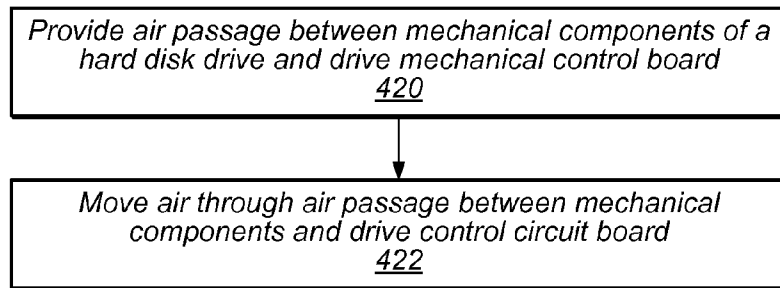 Provide air passage between mechanical components of a
hard disk drive and drive mechanical control board
420
Move air through air passage between mechanical
components and drive control circuit board
422